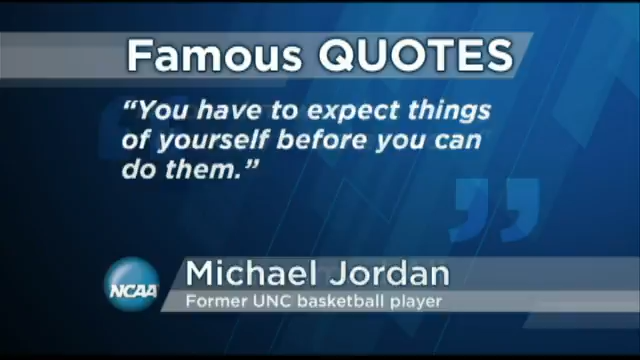 Famous QUOTES
“You have to expect things
of yourself before you can
do them.”
Michael Jordan
NCAA
Former UNC basketball player